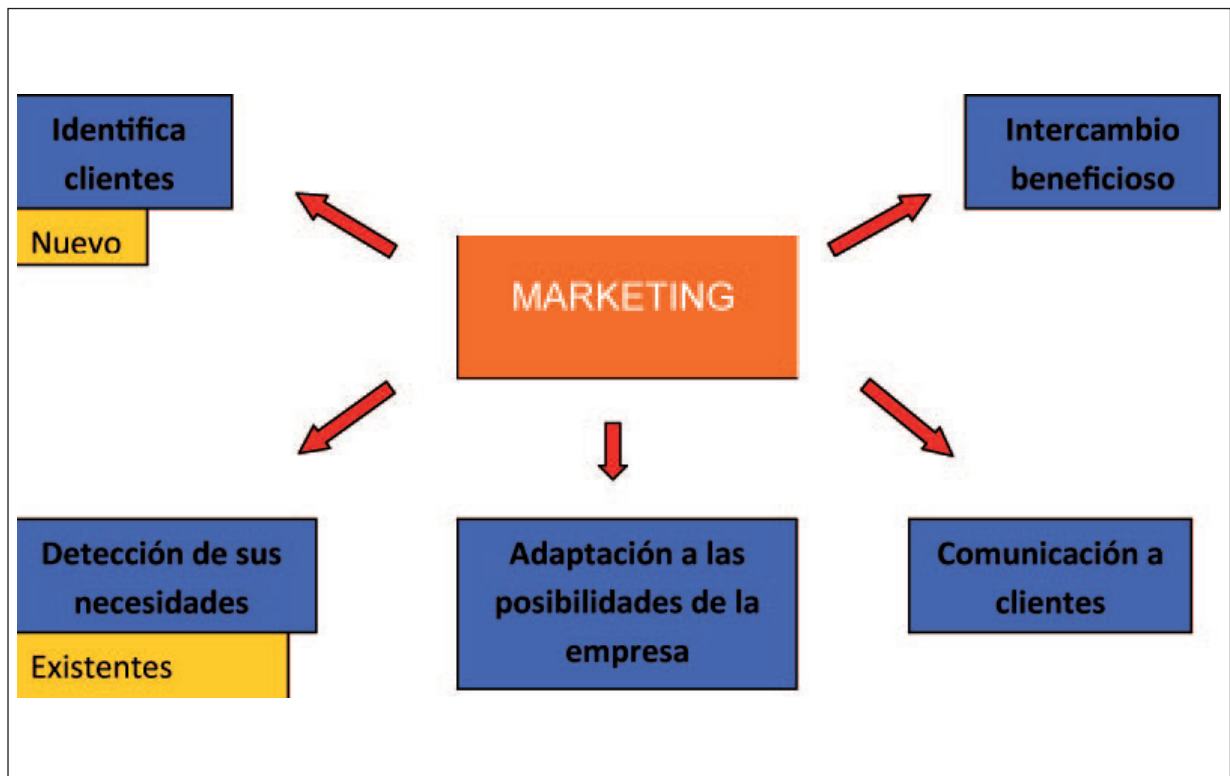 Identifica
clientes
Nuevo
Intercambio
beneficioso
MARKETING
Detección de sus
necesidades
Existentes
Adaptación a las
posibilidades de la
empresa
Comunicación a
clientes